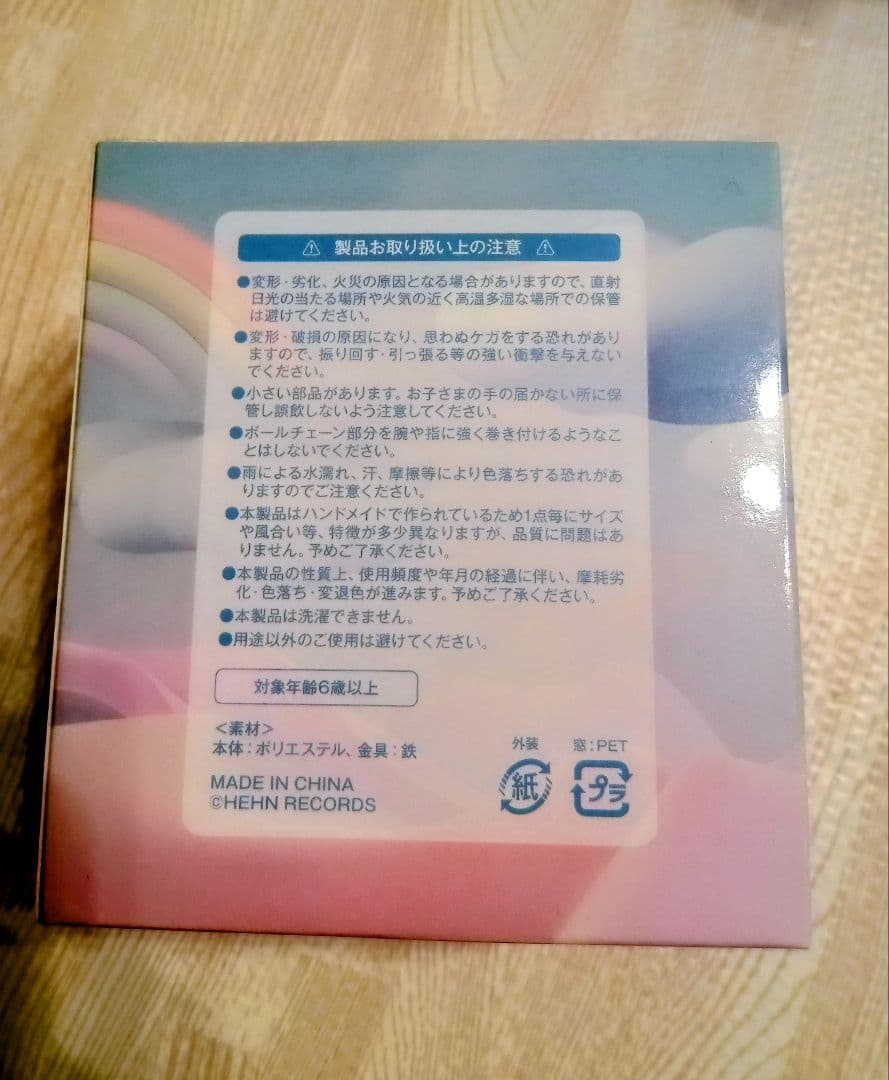 ⚠ 製品お取り扱い上の注意 ⚠
●変形・劣化、火災の原因となる場合がありますので、直射
日光の当たる場所や火気の近く高温多湿な場所での保管
は避けてください。
●変形・破損の原因になり、思わぬケガをする恐れがあり
ますので、振り回す・引っ張る等の強い衝撃を与えない
でください。
●小さい部品があります。お子さまの手の届かない所に保
管し誤飲しないよう注意してください。
●ボールチェーン部分を腕や指に強く巻き付けるようなこ
とはしないでください。
●雨による水濡れ、汗、摩擦等により色落ちする恐れがあ
りますのでご注意ください。
●本製品はハンドメイドで作られているため1点毎にサイズ
や風合い等、特徴が多少異なりますが、品質に問題はあ
りません。予めご了承ください。
●本製品の性質上、使用頻度や年月の経過に伴い、摩耗劣
化・色落ち・変退色が進みます。予めご了承ください。
●本製品は洗濯できません。
●用途以外のご使用は避けてください。
対象年齢6歳以上
<素材>
本体：ポリエステル、金具：鉄
MADE IN CHINA
©HEHN RECORDS
外装
紙
窓：PET
プラ